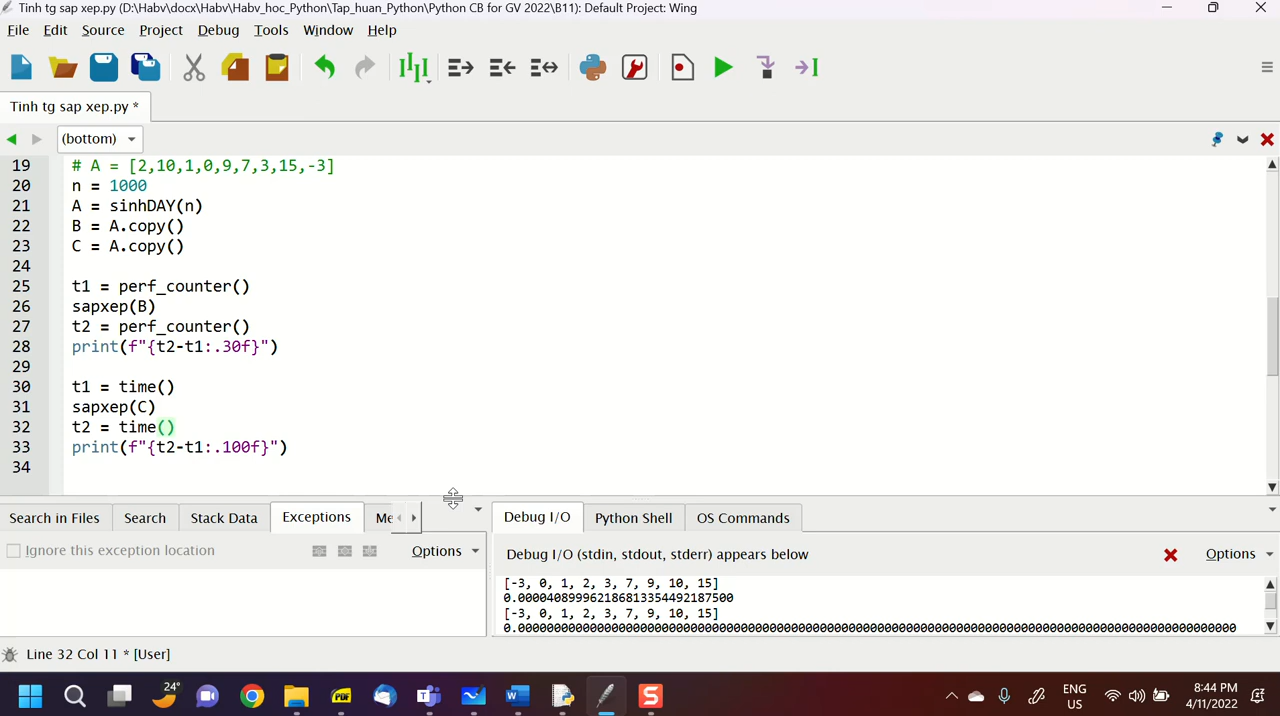 Tinh tg sap xep.py (D:\Habv\docx\Habv\Habv_hoc_Python\Tap_huan_Python\Python CB for GV 2022\B11): Default Project: Wing
File Edit Source Project Debug Tools Window Help
Tinh tg sap xep.py *
(bottom)
19 # A = [2,10,1,0,9,7,3,15,-3]
20 n = 1000
21 A = sinhDAY(n)
22 B = A.copy()
23 C = A.copy()
24
25 t1 = perf_counter()
26 sapxep(B)
27 t2 = perf_counter()
28 print(f"{t2-t1:.30f}")
29
30 t1 = time()
31 sapxep(C)
32 t2 = time()
33 print(f"{t2-t1:.100f}")
34
Search in Files Search Stack Data Exceptions Me Debug I/O Python Shell OS Commands
Ignore this exception location Options Debug I/O (stdin, stdout, stderr) appears below Options
[-3, 0, 1, 2, 3, 7, 9, 10, 15]
0.000040899962186813354492187500
[-3, 0, 1, 2, 3, 7, 9, 10, 15]
0.0000000000000000000000000000000000000000000000000000000000000000000000000000000000000000000000000000
Line 32 Col 11 * [User]
24°
PDF
W
S
ENG
US
8:44 PM
4/11/2022